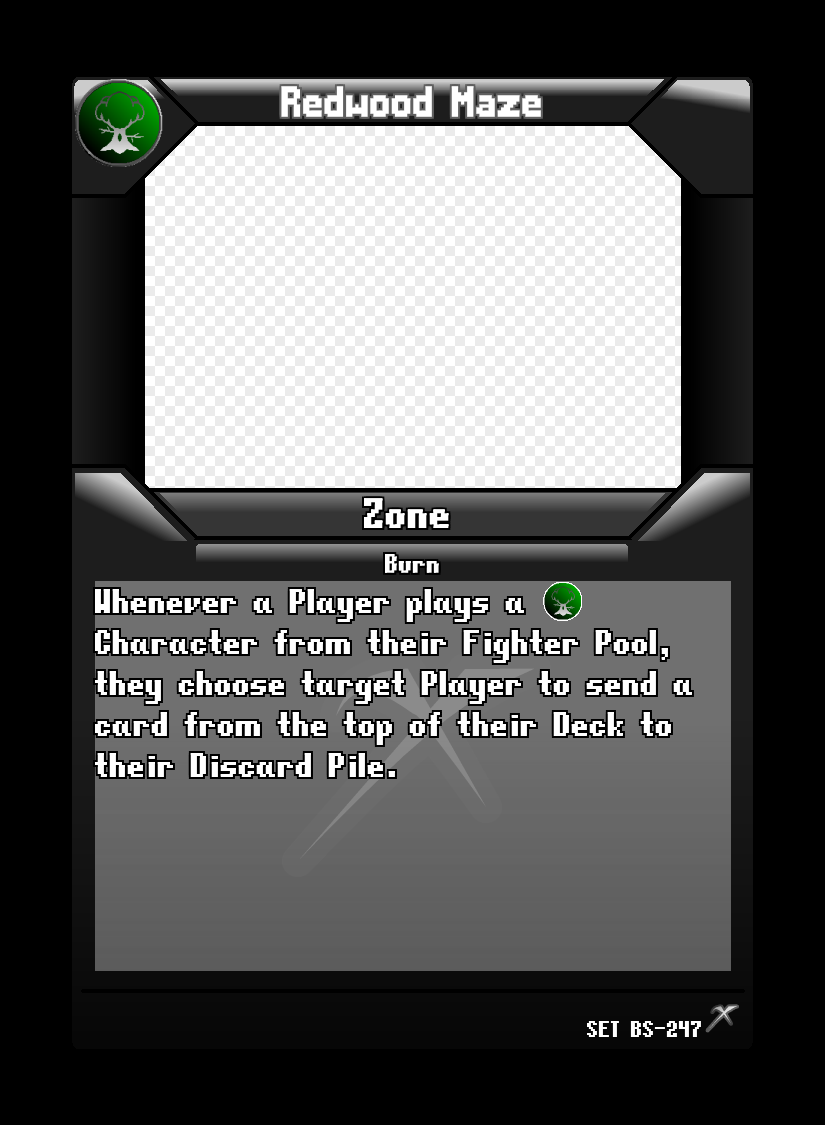 Redwood Maze
Zone
Burn
Whenever a Player plays a
Character from their Fighter Pool,
they choose target Player to send a
card from the top of their Deck to
their Discard Pile.
SET BS-247